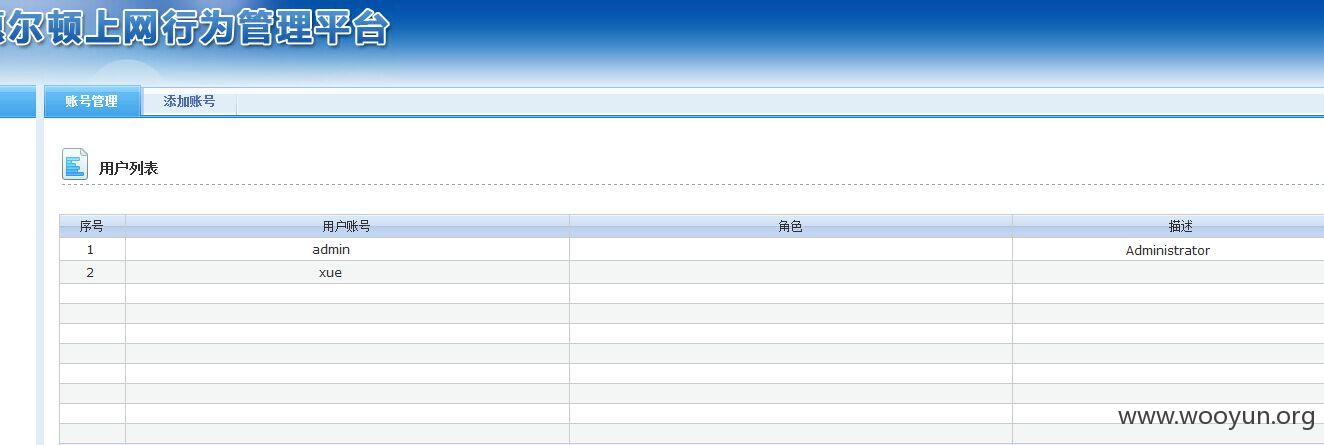 尔顿上网行为管理平台
账号管理 添加账号
用户列表
序号 用户账号 角色 描述
1 admin Administrator
2 xue
www.wooyun.org